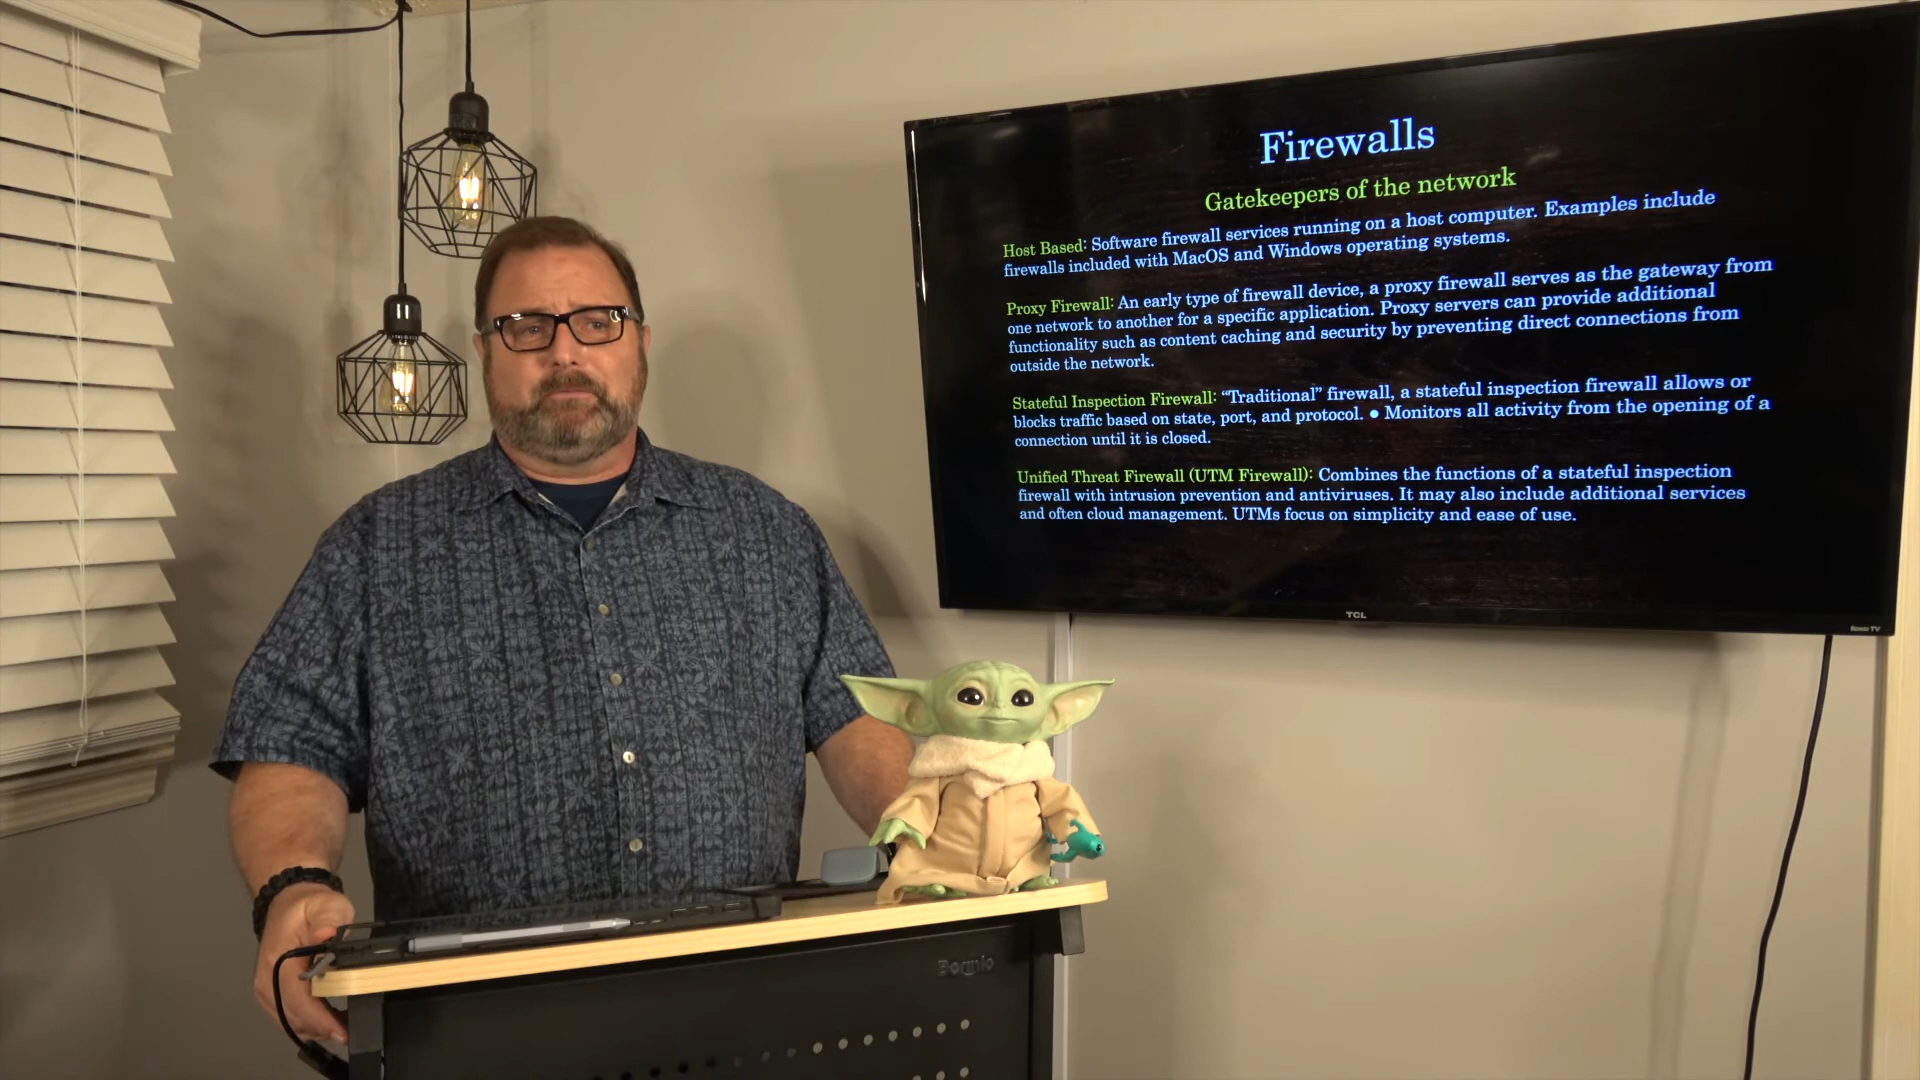 Firewalls
Gatekeepers of the network
Host Based: Software firewall services running on a host computer. Examples include
firewalls included with MacOS and Windows operating systems.
Proxy Firewall: An early type of firewall device, a proxy firewall serves as the gateway from
one network to another for a specific application. Proxy servers can provide additional
functionality such as content caching and security by preventing direct connections from
outside the network.
Stateful Inspection Firewall: “Traditional” firewall, a stateful inspection firewall allows or
blocks traffic based on state, port, and protocol. ● Monitors all activity from the opening of a
connection until it is closed.
Unified Threat Firewall (UTM Firewall): Combines the functions of a stateful inspection
firewall with intrusion prevention and antiviruses. It may also include additional services
and often cloud management. UTMs focus on simplicity and ease of use.
TCL
Roku TV